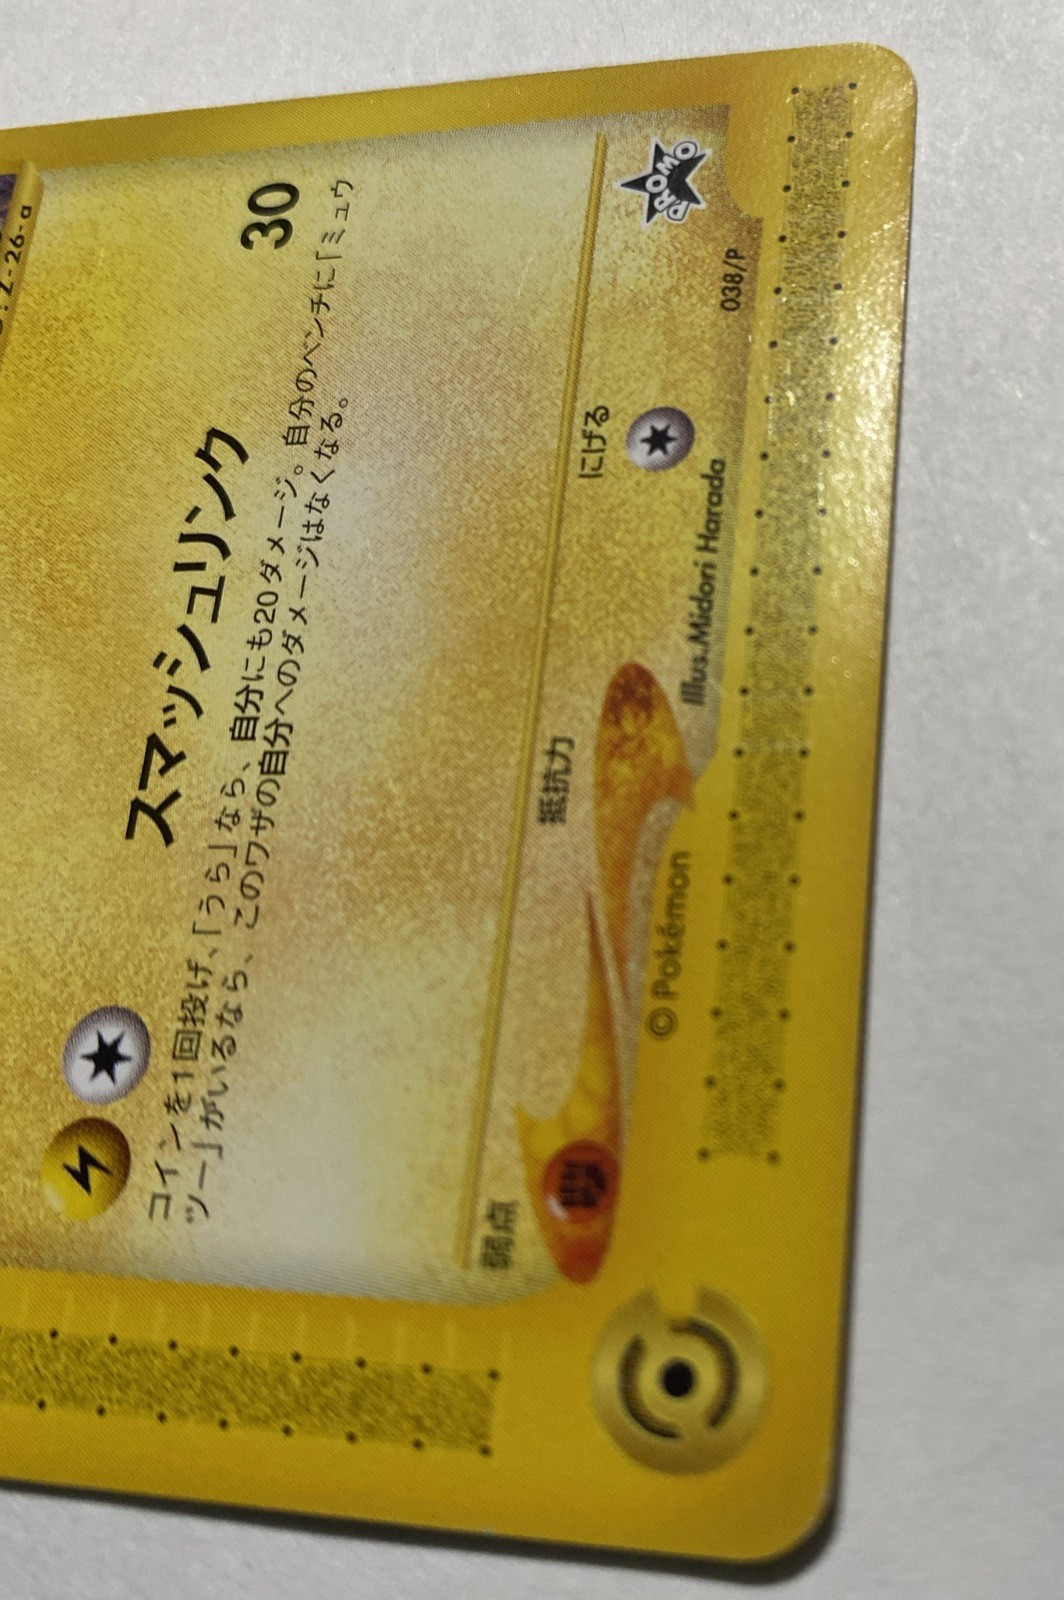 Z-26-a
スマッシュリンク 30
コインを1回投げ、「うら」なら、自分にも20ダメージ。自分のベンチに「ミュウ
ツー」がいるなら、このワザの自分へのダメージはなくなる。
弱点 抵抗力 にげる
PROMO
Illus.Midori Harada
© Pokémon 038/P